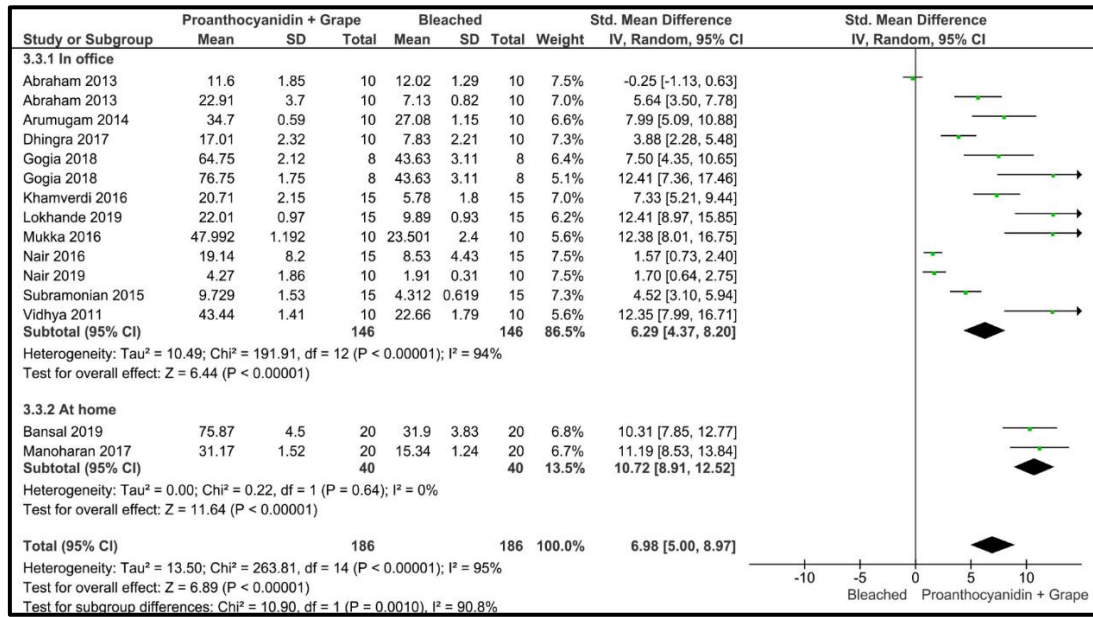 Proanthocyanidin + Grape Bleached Std. Mean Difference Std. Mean Difference
Study or Subgroup Mean SD Total Mean SD Total Weight IV, Random, 95% CI IV, Random, 95% CI
3.3.1 In office
Abraham 2013 11.6 1.85 10 12.02 1.29 10 7.5% -0.25 [-1.13, 0.63]
Abraham 2013 22.91 3.7 10 7.13 0.82 10 7.0% 5.64 [3.50, 7.78]
Arumugam 2014 34.7 0.59 10 27.08 1.15 10 6.6% 7.99 [5.09, 10.88]
Dhingra 2017 17.01 2.32 10 7.83 2.21 10 7.3% 3.88 [2.28, 5.48]
Gogia 2018 64.75 2.12 8 43.63 3.11 8 6.4% 7.50 [4.35, 10.65]
Gogia 2018 76.75 1.75 8 43.63 3.11 8 5.1% 12.41 [7.36, 17.46]
Khamverdi 2016 20.71 2.15 15 5.78 1.8 15 7.0% 7.33 [5.21, 9.44]
Lokhande 2019 22.01 0.97 15 9.89 0.93 15 6.2% 12.41 [8.97, 15.85]
Mukka 2016 47.992 1.192 10 23.501 2.4 10 5.6% 12.38 [8.01, 16.75]
Nair 2016 19.14 8.2 15 8.53 4.43 15 7.5% 1.57 [0.73, 2.40]
Nair 2019 4.27 1.86 10 1.91 0.31 10 7.5% 1.70 [0.64, 2.75]
Subramonian 2015 9.729 1.53 15 4.312 0.619 15 7.3% 4.52 [3.10, 5.94]
Vidhya 2011 43.44 1.41 10 22.66 1.79 10 5.6% 12.35 [7.99, 16.71]
Subtotal (95% CI) 146 146 86.5% 6.29 [4.37, 8.20]
Heterogeneity: Tau² = 10.49; Chi² = 191.91, df = 12 (P < 0.00001); I² = 94%
Test for overall effect: Z = 6.44 (P < 0.00001)
3.3.2 At home
Bansal 2019 75.87 4.5 20 31.9 3.83 20 6.8% 10.31 [7.85, 12.77]
Manoharan 2017 31.17 1.52 20 15.34 1.24 20 6.7% 11.19 [8.53, 13.84]
Subtotal (95% CI) 40 40 13.5% 10.72 [8.91, 12.52]
Heterogeneity: Tau² = 0.00; Chi² = 0.22, df = 1 (P = 0.64); I² = 0%
Test for overall effect: Z = 11.64 (P < 0.00001)
Total (95% CI) 186 186 100.0% 6.98 [5.00, 8.97]
Heterogeneity: Tau² = 13.50; Chi² = 263.81, df = 14 (P < 0.00001); I² = 95%
Test for overall effect: Z = 6.89 (P < 0.00001)
Test for subgroup differences: Chi² = 10.90, df = 1 (P = 0.0010), I² = 90.8%
-10 -5 0 5 10
Bleached Proanthocyanidin + Grape